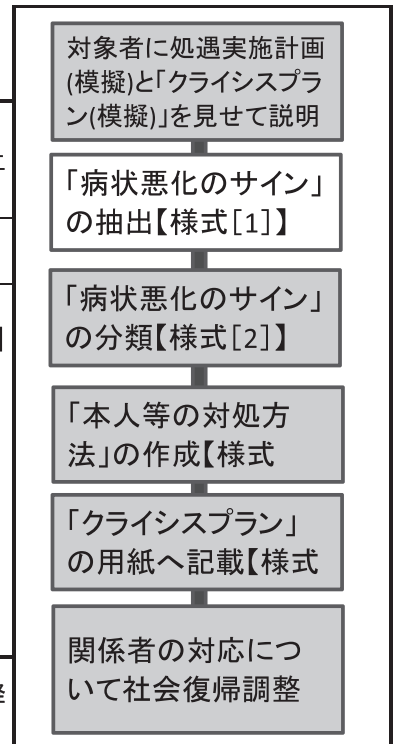 対象者に処遇実施計画
(模擬)と「クライシスプラ
ン(模擬)」を見せて説明
「病状悪化のサイン」
の抽出【様式[1]】
「病状悪化のサイン」
の分類【様式[2]】
「本人等の対処方
法」の作成【様式
「クライシスプラン」
の用紙へ記載【様式
関係者の対応につ
いて社会復帰調整